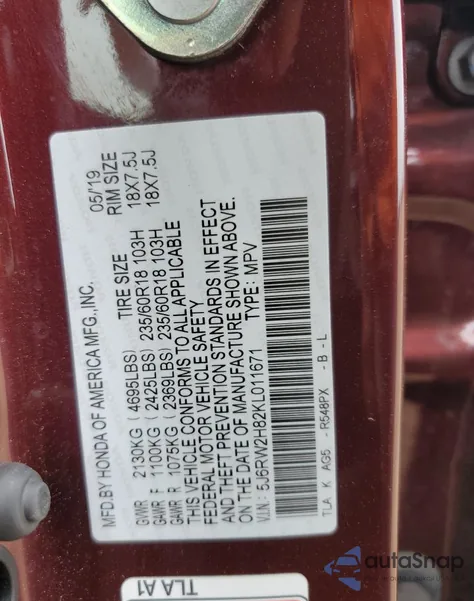 MFD.BY HONDA OF AMERICA MFG.,INC. 05/19
TIRE SIZE RIM SIZE
GVWR 2130KG (4695LBS)
GAWR F 1100KG (2425LBS) 235/60R18 103H 18X7.5J
GAWR R 1075KG (2369LBS) 235/60R18 103H 18X7.5J
THIS VEHICLE CONFORMS TO ALL APPLICABLE
FEDERAL MOTOR VEHICLE SAFETY
AND THEFT PREVENTION STANDARDS IN EFFECT
ON THE DATE OF MANUFACTURE SHOWN ABOVE.
V.I.N: 5J6RW2H82KL011671 TYPE: MPV
TLA K AG5 -R548PX -B-L
TLA A1
autoSnap